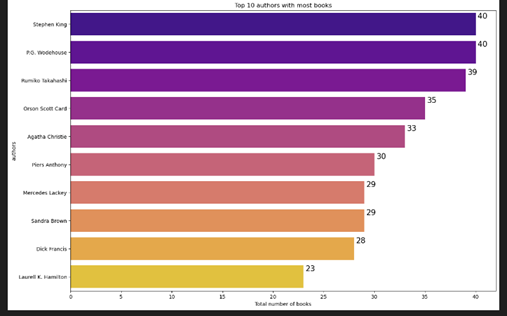 Top 10 authors with most books
Stephen King 40
P.G. Wodehouse 40
Rumiko Takahashi 39
Orson Scott Card 35
Agatha Christie 33
Piers Anthony 30
Mercedes Lackey 29
Sandra Brown 29
Dick Francis 28
Laurell K. Hamilton 23
authors
0 5 10 15 20 25 30 35 40
Total number of books